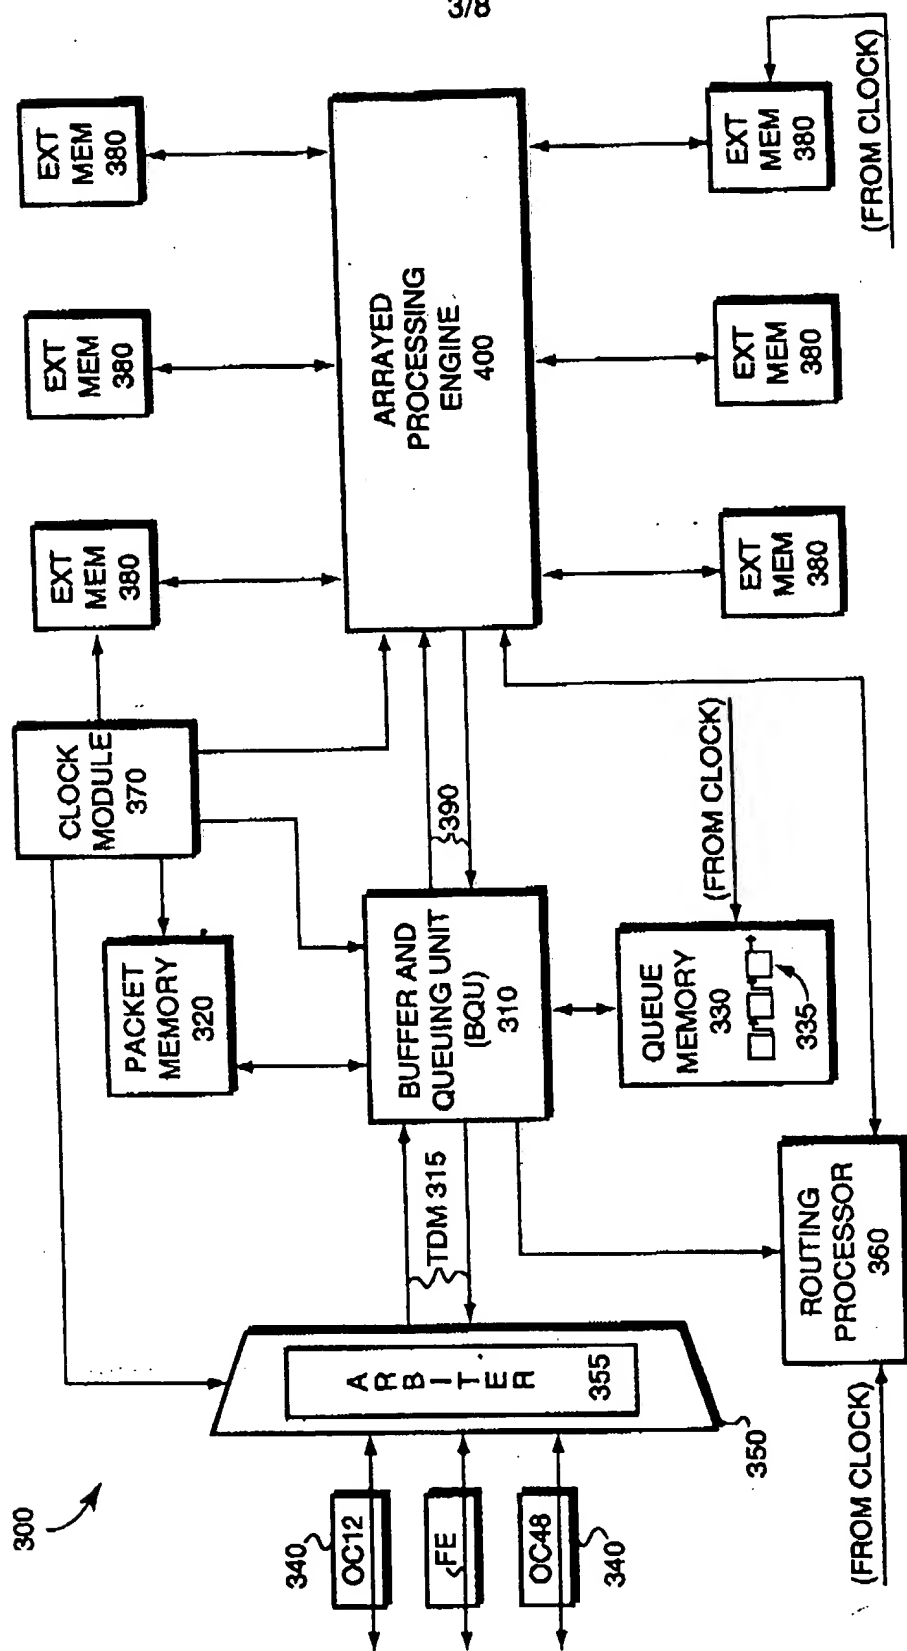 3/8
300
EXT
MEM
380
EXT
MEM
380
EXT
MEM
380
CLOCK
MODULE
370
PACKET
MEMORY
320
ARRAYED
PROCESSING
ENGINE
400
390
BUFFER AND
QUEUING UNIT
(BQU)
310
TDM 315
ARBITER
355
350
340
OC12
FE
OC48
340
EXT
MEM
380
EXT
MEM
380
EXT
MEM
380
(FROM CLOCK)
(FROM CLOCK)
QUEUE
MEMORY
330
335
ROUTING
PROCESSOR
360
(FROM CLOCK)